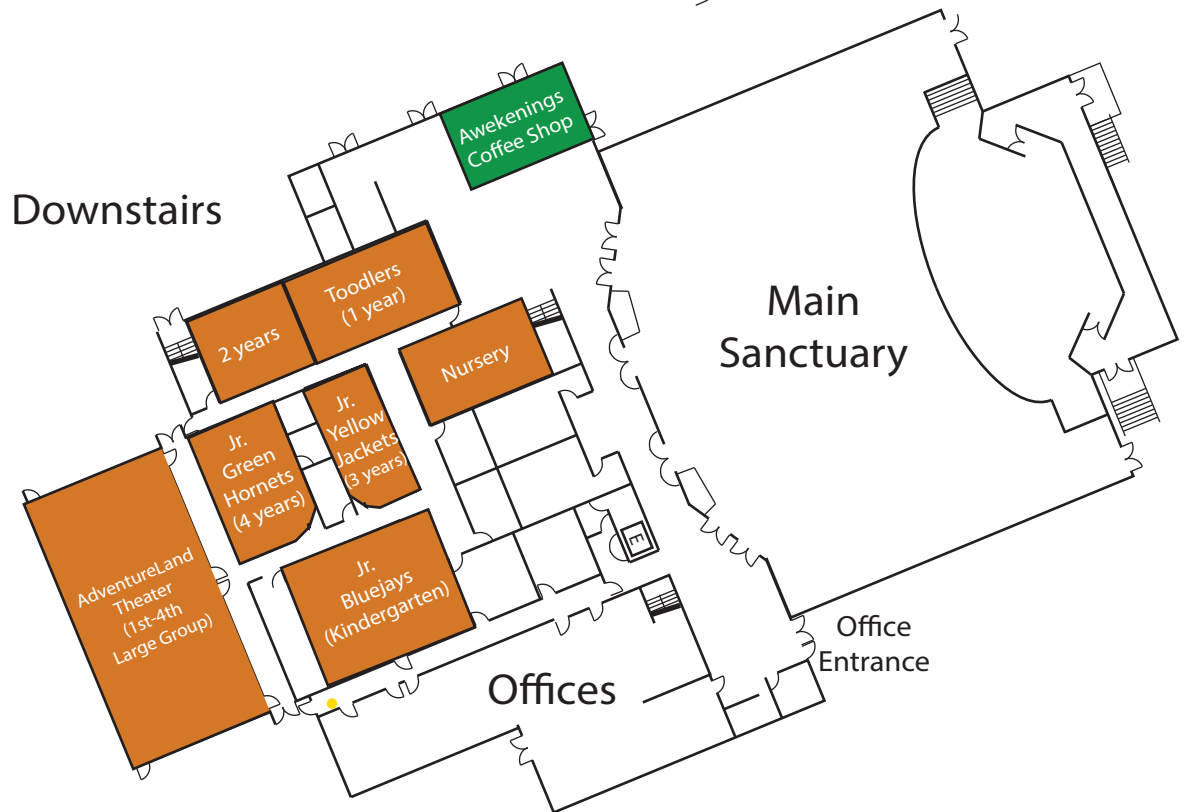 Awekenings
Coffee Shop
Downstairs
Toodlers
(1 year)
2 years
Nursery
Main
Sanctuary
Jr.
Yellow
Jackets
(3 years)
Jr.
Green
Hornets
(4 years)
E
AdventureLand
Theater
(1st-4th
Large Group)
Jr.
Bluejays
(Kindergarten)
Office
Entrance
Offices